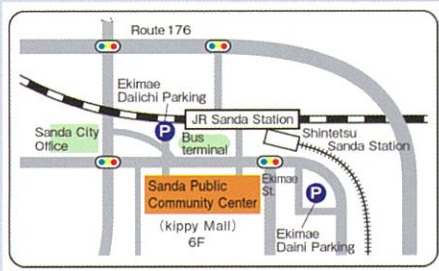 Route 176
Ekimae
Daiichi Parking
P
JR Sanda Station
Sanda City
Office
Bus
terminal
Shintetsu
Sanda Station
Sanda Public
Community Center
Ekimae
St.
P
(kippy Mall)
6F
Ekimae
Daini Parking